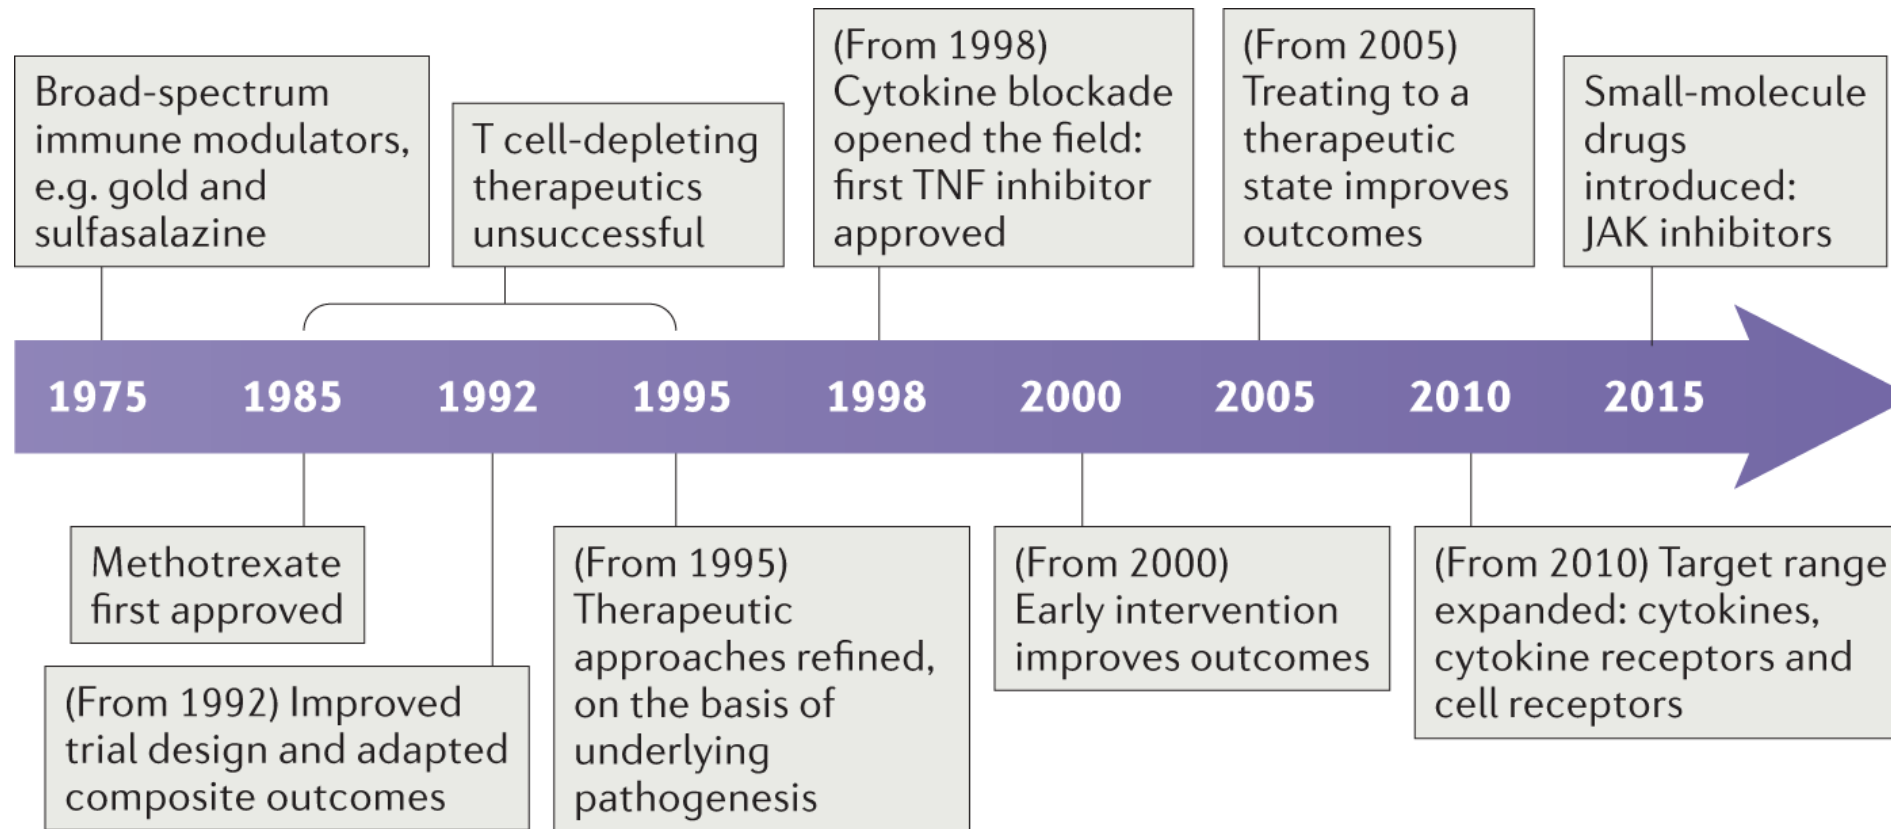 Broad-spectrum
immune modulators,
e.g. gold and
sulfasalazine
T cell-depleting
therapeutics
unsuccessful
(From 1998)
Cytokine blockade
opened the field:
first TNF inhibitor
approved
(From 2005)
Treating to a
therapeutic
state improves
outcomes
Small-molecule
drugs
introduced:
JAK inhibitors
1975 1985 1992 1995 1998 2000 2005 2010 2015
Methotrexate
first approved
(From 1992) Improved
trial design and adapted
composite outcomes
(From 1995)
Therapeutic
approaches refined,
on the basis of
underlying
pathogenesis
(From 2000)
Early intervention
improves outcomes
(From 2010) Target range
expanded: cytokines,
cytokine receptors and
cell receptors